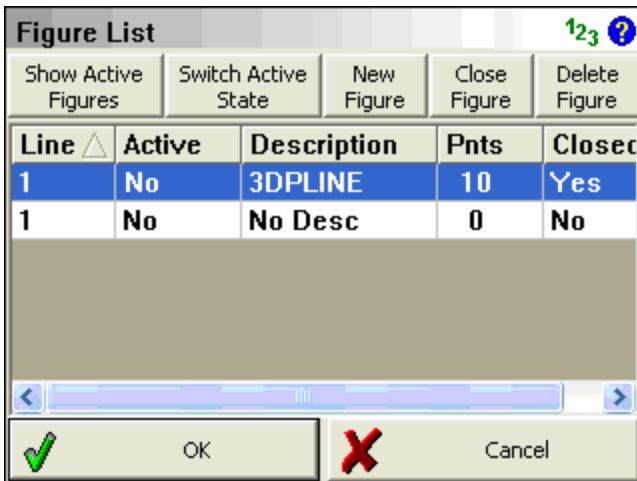 Figure List 123 ?
Show Active Figures Switch Active State New Figure Close Figure Delete Figure
Line Active Description Pnts Closed
1 No 3DPLINE 10 Yes
1 No No Desc 0 No
OK Cancel